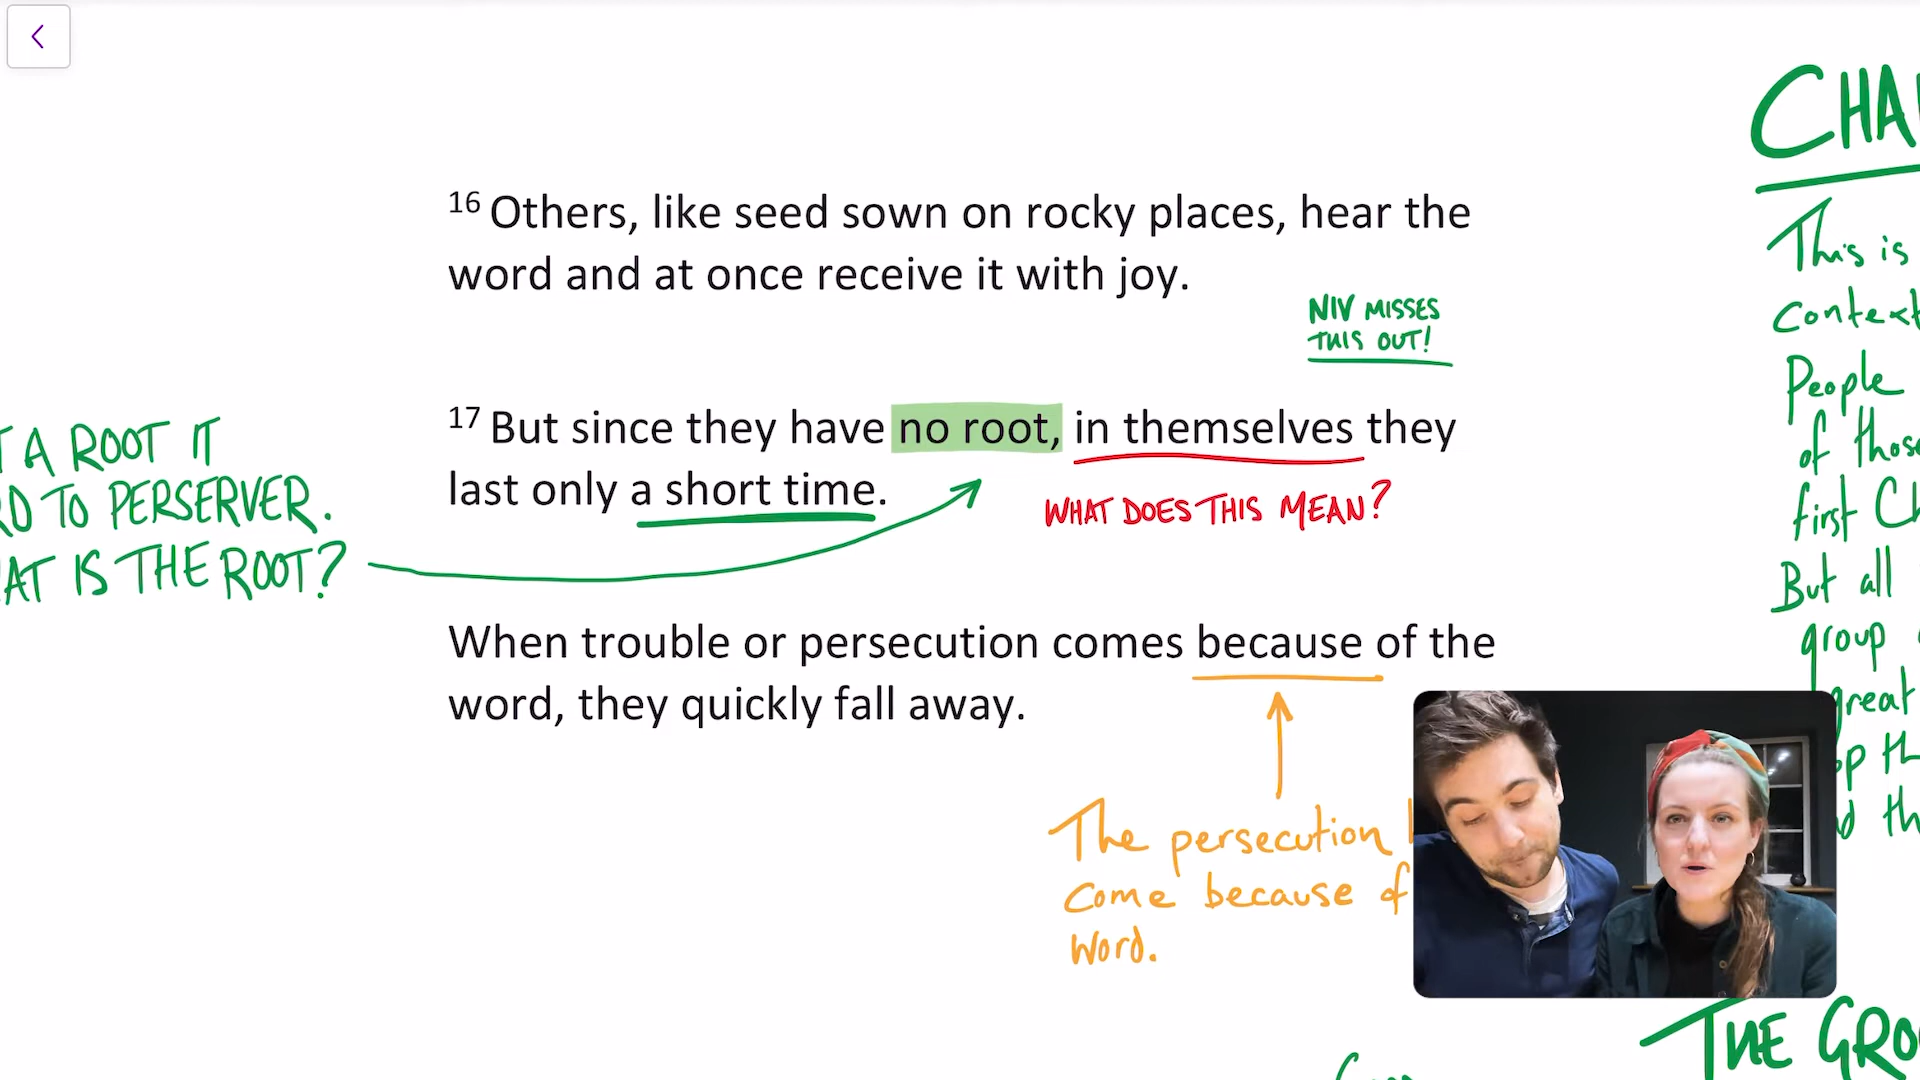 16 Others, like seed sown on rocky places, hear the
word and at once receive it with joy.
NIV MISSES
THIS OUT!
17 But since they have no root, in themselves they
last only a short time.
WHAT DOES THIS MEAN?
A ROOT IT
TO PERSERVER.
IS THE ROOT?
When trouble or persecution comes because of the
word, they quickly fall away.
The persecution
come because of
word.
This is
context
People
of those
first
But all
group
great
THE